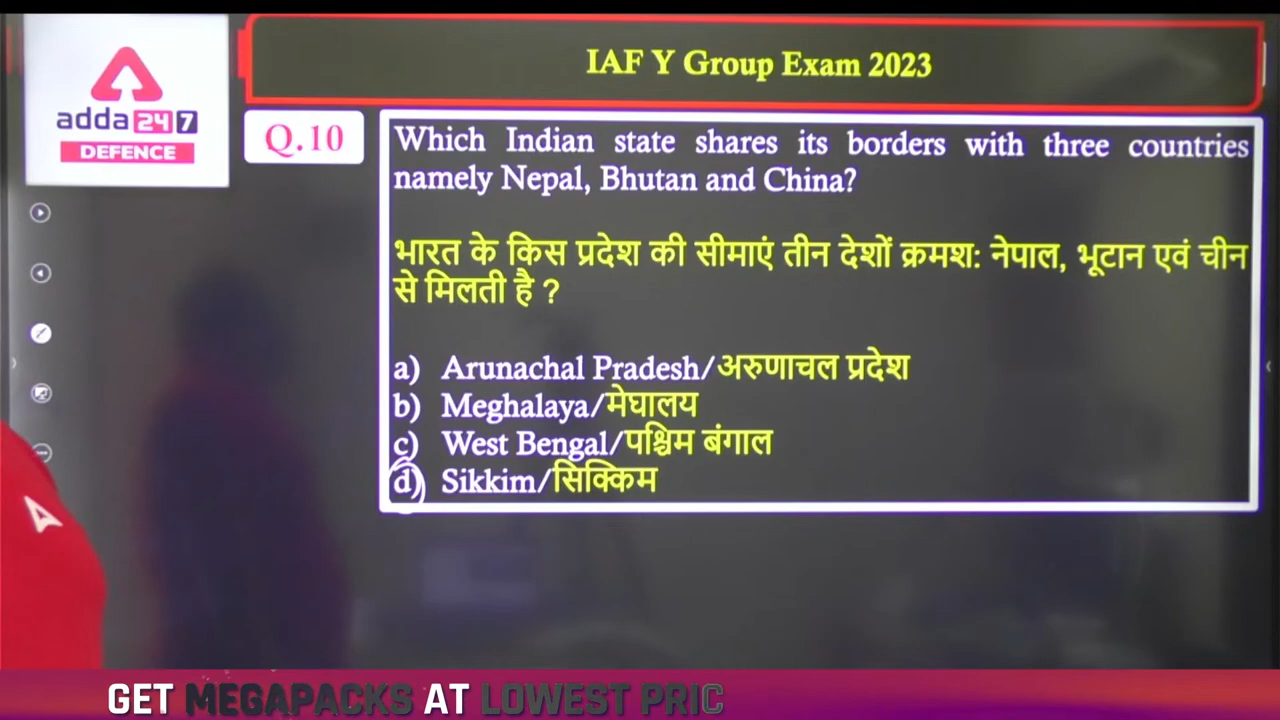 IAF Y Group Exam 2023
adda 247
DEFENCE
Q.10
Which Indian state shares its borders with three countries
namely Nepal, Bhutan and China?
भारत के किस प्रदेश की सीमाएं तीन देशों क्रमश: नेपाल, भूटान एवं चीन
से मिलती है ?
a) Arunachal Pradesh/अरुणाचल प्रदेश
b) Meghalaya/मेघालय
c) West Bengal/पश्चिम बंगाल
d) Sikkim/सिक्किम
GET MEGAPACKS AT LOWEST PRIC